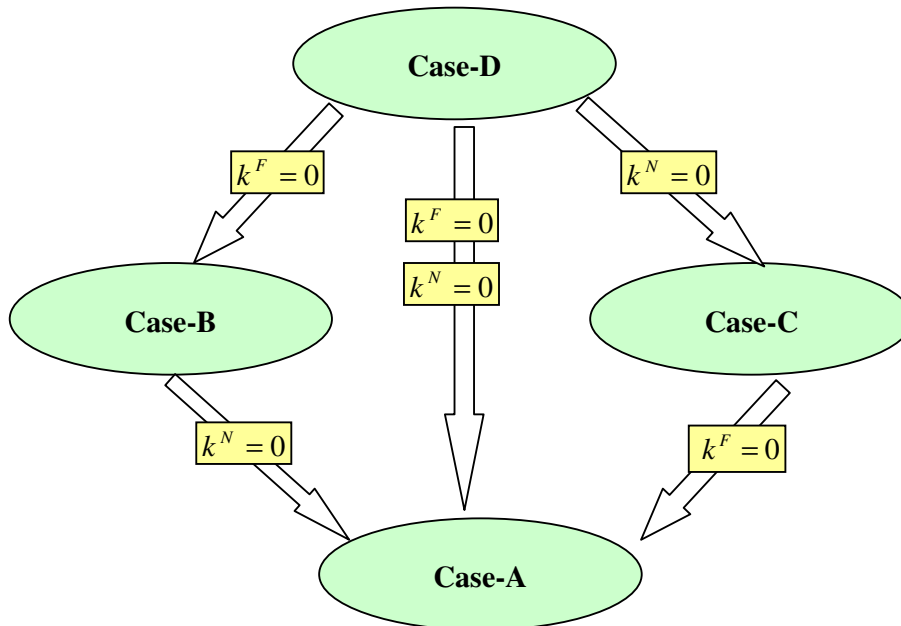 Case-D
k^F = 0
k^N = 0
k^F = 0
k^N = 0
Case-B
Case-C
k^N = 0
k^F = 0
Case-A